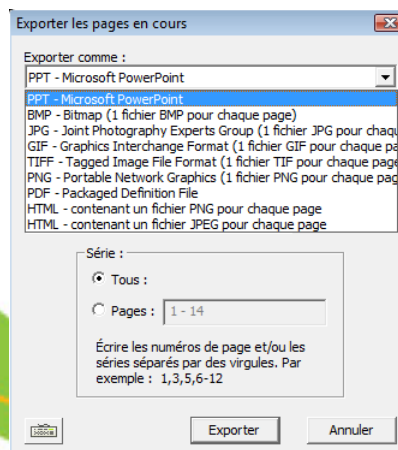 Exporter les pages en cours
Exporter comme :
PPT - Microsoft PowerPoint
PPT - Microsoft PowerPoint
BMP - Bitmap (1 fichier BMP pour chaque page)
JPG - Joint Photography Experts Group (1 fichier JPG pour chaqu
GIF - Graphics Interchange Format (1 fichier GIF pour chaque pa
TIFF - Tagged Image File Format (1 fichier TIF pour chaque page
PNG - Portable Network Graphics (1 fichier PNG pour chaque pag
PDF - Packaged Definition File
HTML - contenant un fichier PNG pour chaque page
HTML - contenant un fichier JPEG pour chaque page
Série :
Tous :
Pages : 1 - 14
Écrire les numéros de page et/ou les
séries séparés par des virgules. Par
exemple : 1,3,5,6-12
Exporter Annuler